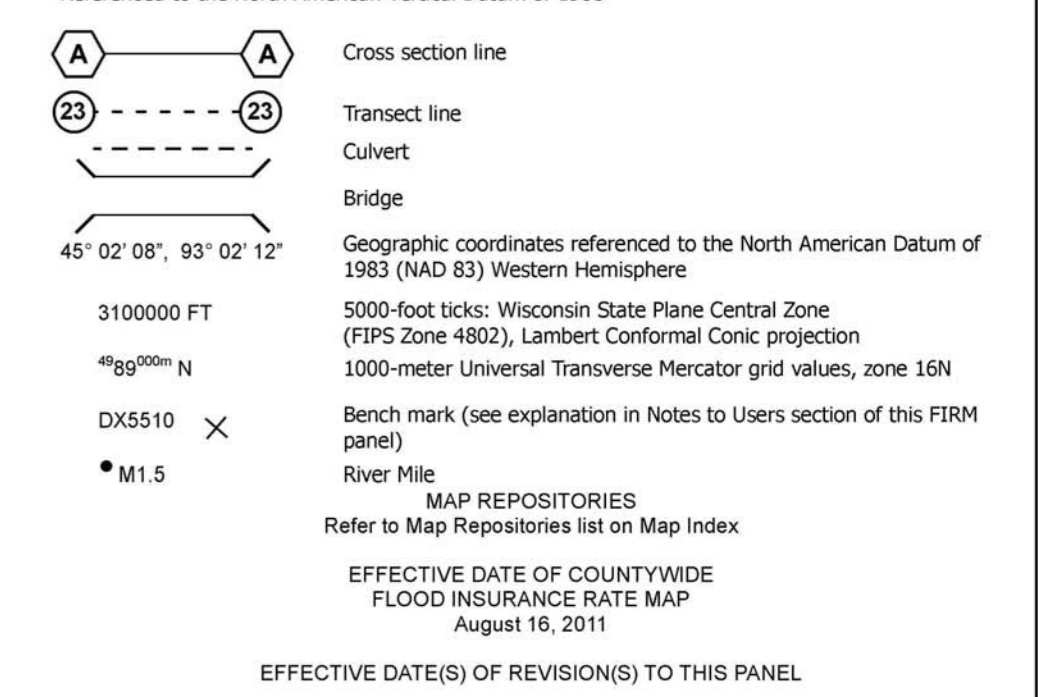 A A Cross section line
23 23 Transect line
Culvert
Bridge
45° 02' 08", 93° 02' 12" Geographic coordinates referenced to the North American Datum of
1983 (NAD 83) Western Hemisphere
3100000 FT 5000-foot ticks: Wisconsin State Plane Central Zone
(FIPS Zone 4802), Lambert Conformal Conic projection
⁴⁹89⁰⁰⁰ᵐ N 1000-meter Universal Transverse Mercator grid values, zone 16N
DX5510 Bench mark (see explanation in Notes to Users section of this FIRM
panel)
M1.5 River Mile
MAP REPOSITORIES
Refer to Map Repositories list on Map Index
EFFECTIVE DATE OF COUNTYWIDE
FLOOD INSURANCE RATE MAP
August 16, 2011
EFFECTIVE DATE(S) OF REVISION(S) TO THIS PANEL